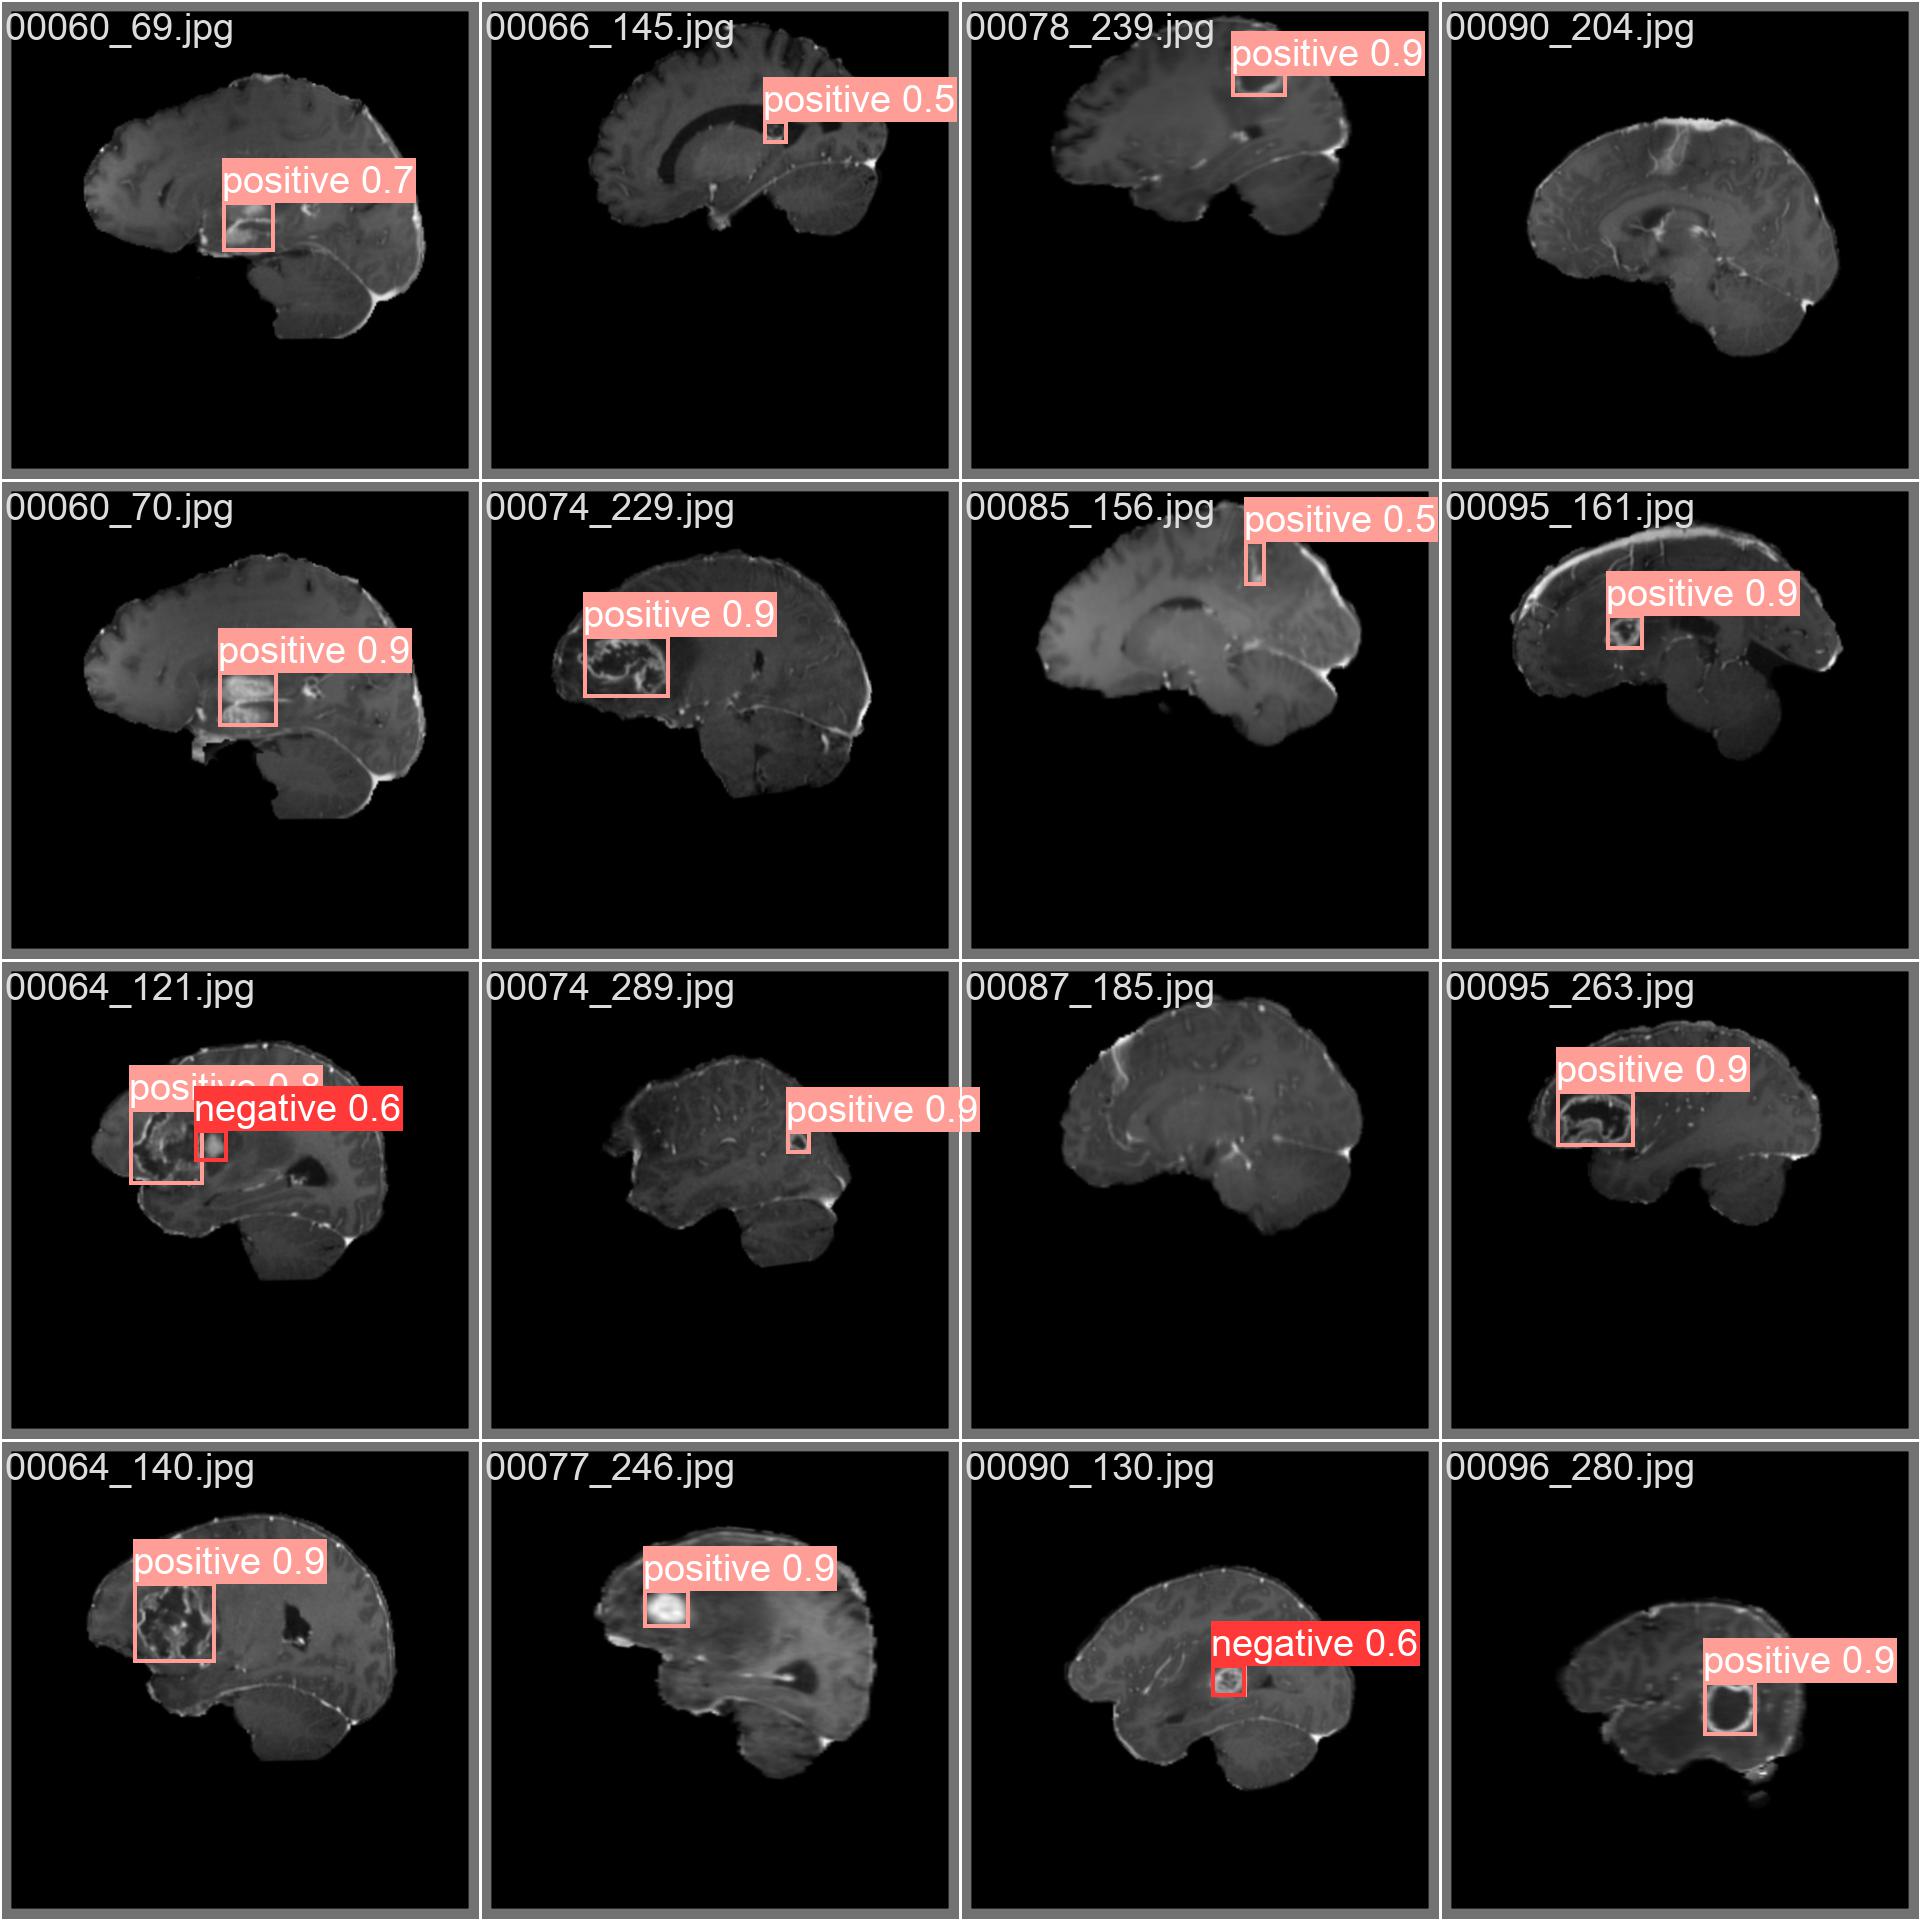 00060_69.jpg
positive 0.7
00066_145.jpg
positive 0.5
00078_239.jpg
positive 0.9
00090_204.jpg
00060_70.jpg
positive 0.9
00074_229.jpg
positive 0.9
00085_156.jpg
positive 0.5
00095_161.jpg
positive 0.9
00064_121.jpg
positive 0.8
negative 0.6
00074_289.jpg
positive 0.9
00087_185.jpg
00095_263.jpg
positive 0.9
00064_140.jpg
positive 0.9
00077_246.jpg
positive 0.9
00090_130.jpg
negative 0.6
00096_280.jpg
positive 0.9